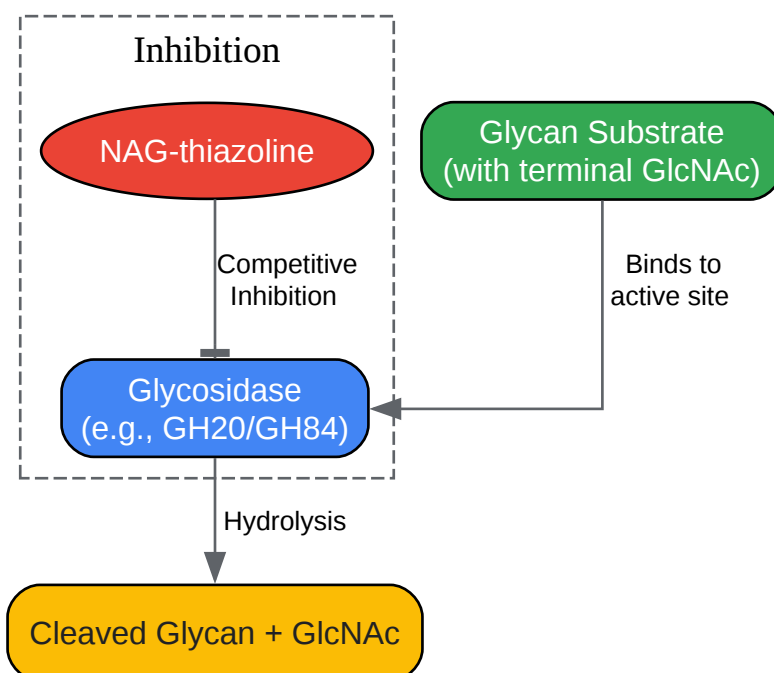 Inhibition
NAG-thiazoline
Glycan Substrate
(with terminal GlcNAc)
Competitive
Inhibition
Binds to
active site
Glycosidase
(e.g., GH20/GH84)
Hydrolysis
Cleaved Glycan + GlcNAc